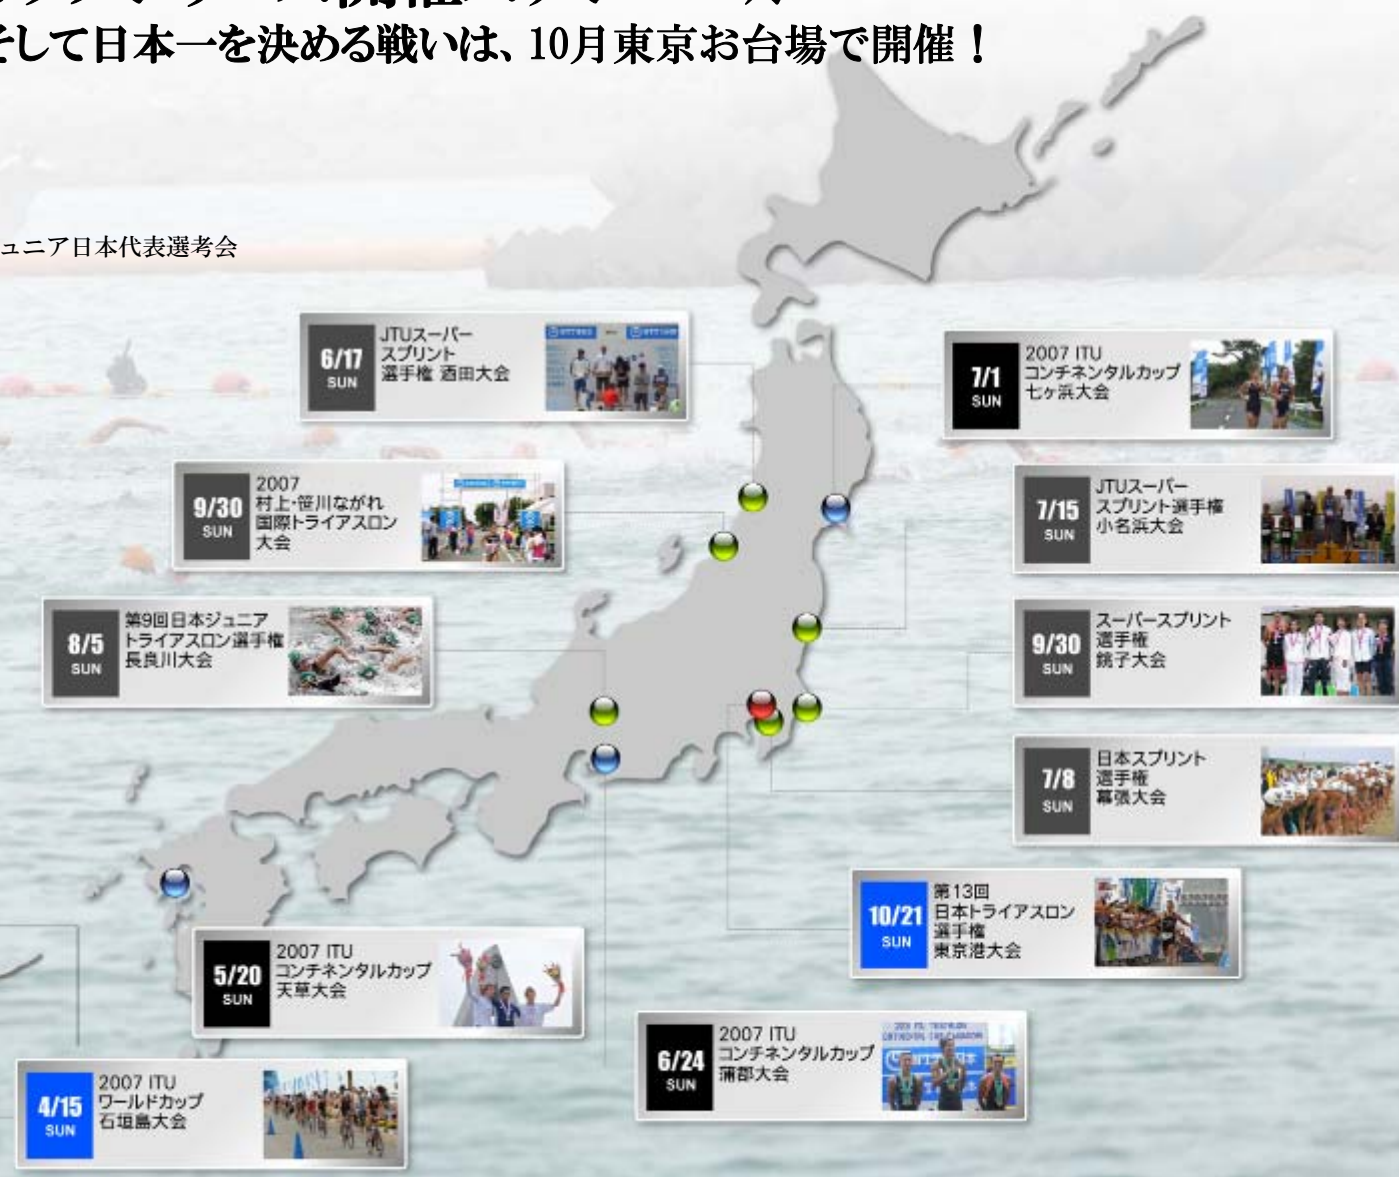 そして日本一を決める戦いは、10月東京お台場で開催！
ュニア日本代表選考会
6/17
SUN
JTUスーパー
スプリント
選手権 酒田大会
7/1
SUN
2007 ITU
コンチネンタルカップ
七ヶ浜大会
9/30
SUN
2007
村上・笹川ながれ
国際トライアスロン
大会
7/15
SUN
JTUスーパー
スプリント選手権
小名浜大会
8/5
SUN
第9回日本ジュニア
トライアスロン選手権
長良川大会
9/30
SUN
スーパースプリント
選手権
銚子大会
7/8
SUN
日本スプリント
選手権
幕張大会
10/21
SUN
第13回
日本トライアスロン
選手権
東京港大会
5/20
SUN
2007 ITU
コンチネンタルカップ
天草大会
6/24
SUN
2007 ITU
コンチネンタルカップ
蒲郡大会
4/15
SUN
2007 ITU
ワールドカップ
石垣島大会